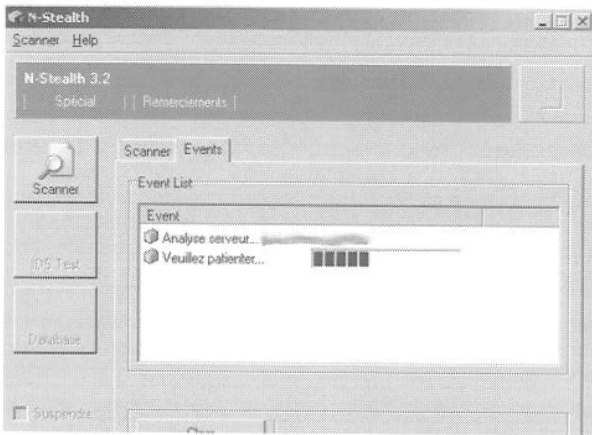 N-Stealth
Scanner Help
N-Stealth 3.2
| Spécial || Remerciements |
Scanner Events
Scanner
Event List
Event
Analyse serveur...
Veuillez patienter...
IDS Test
Database
Suspendre